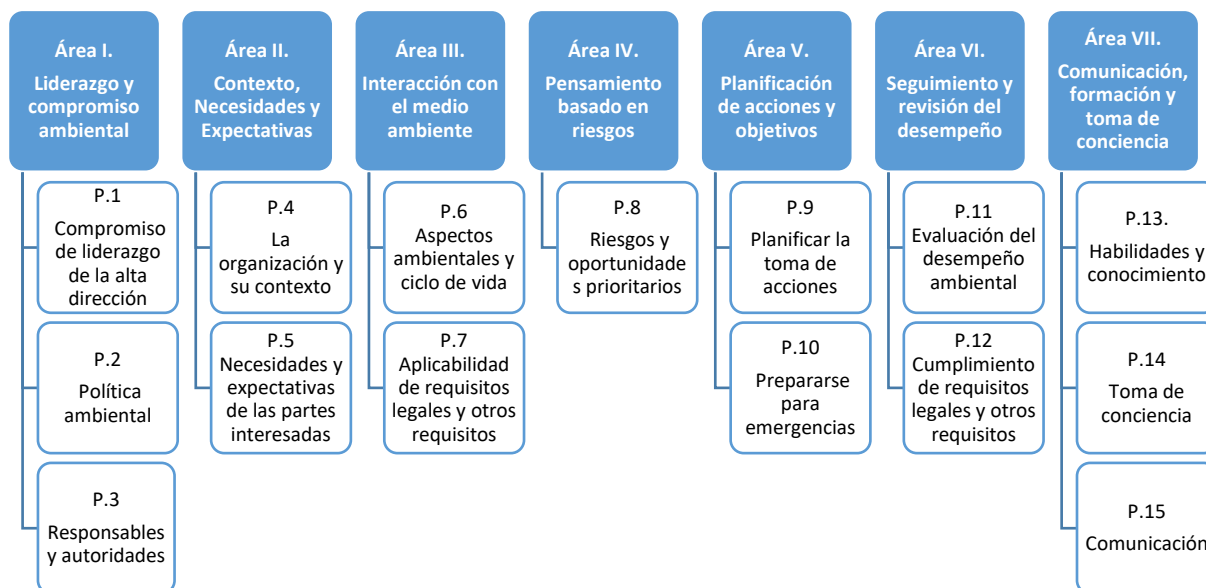 Área I.
Liderazgo y
compromiso
ambiental
P.1
Compromiso
de liderazgo
de la alta
dirección
P.2
Política
ambiental
P.3
Responsables
y autoridades
Área II.
Contexto,
Necesidades y
Expectativas
P.4
La
organización y
su contexto
P.5
Necesidades y
expectativas
de las partes
interesadas
Área III.
Interacción con
el medio
ambiente
P.6
Aspectos
ambientales y
ciclo de vida
P.7
Aplicabilidad
de requisitos
legales y otros
requisitos
Área IV.
Pensamiento
basado en
riesgos
P.8
Riesgos y
oportunidade
s prioritarios
Área V.
Planificación
de acciones y
objetivos
P.9
Planificar la
toma de
acciones
P.10
Prepararse
para
emergencias
Área VI.
Seguimiento y
revisión del
desempeño
P.11
Evaluación del
desempeño
ambiental
P.12
Cumplimiento
de requisitos
legales y otros
requisitos
Área VII.
Comunicación,
formación y
toma de
conciencia
P.13.
Habilidades y
conocimiento
P.14
Toma de
conciencia
P.15
Comunicación